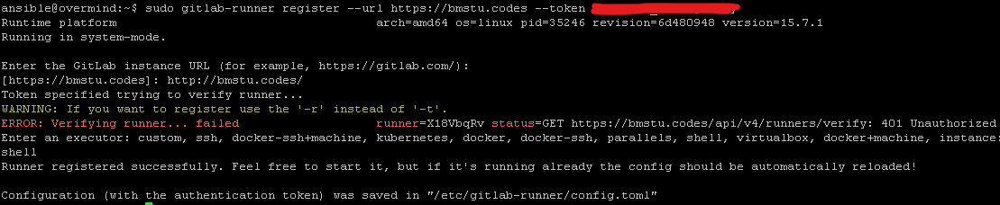 ansible@overmind:~$ sudo gitlab-runner register --url https://bmstu.codes --token
Runtime platform arch=amd64 os=linux pid=35246 revision=6d480948 version=15.7.1
Running in system-mode.
Enter the GitLab instance URL (for example, https://gitlab.com/):
[https://bmstu.codes]: http://bmstu.codes/
Token specified trying to verify runner...
WARNING: If you want to register use the '-r' instead of '-t'.
ERROR: Verifying runner... failed runner=X18VbqRv status=GET https://bmstu.codes/api/v4/runners/verify: 401 Unauthorized
Enter an executor: custom, ssh, docker-ssh+machine, kubernetes, docker, docker-ssh, parallels, shell, virtualbox, docker+machine, instance:
shell
Runner registered successfully. Feel free to start it, but if it's running already the config should be automatically reloaded!
Configuration (with the authentication token) was saved in "/etc/gitlab-runner/config.toml"